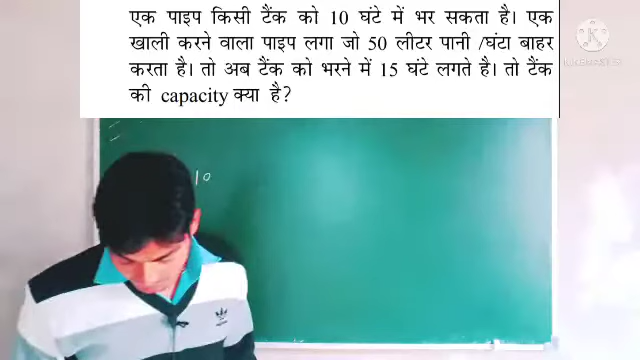 एक पाइप किसी टैंक को 10 घंटे में भर सकता है। एक
खाली करने वाला पाइप लगा जो 50 लीटर पानी /घंटा बाहर
करता है। तो अब टैंक को भरने में 15 घंटे लगते है। तो टैंक
की capacity क्या है?
10